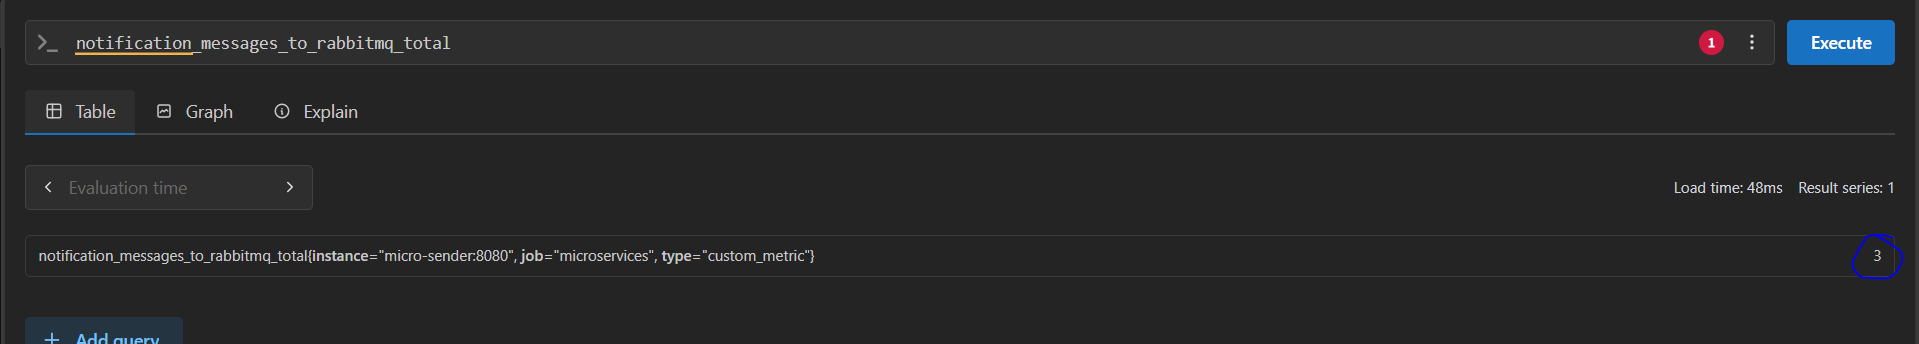 notification_messages_to_rabbitmq_total
1
Execute
Table
Graph
Explain
Evaluation time
Load time: 48ms
Result series: 1
notification_messages_to_rabbitmq_total{instance="micro-sender:8080", job="microservices", type="custom_metric"}
3
+ Add query